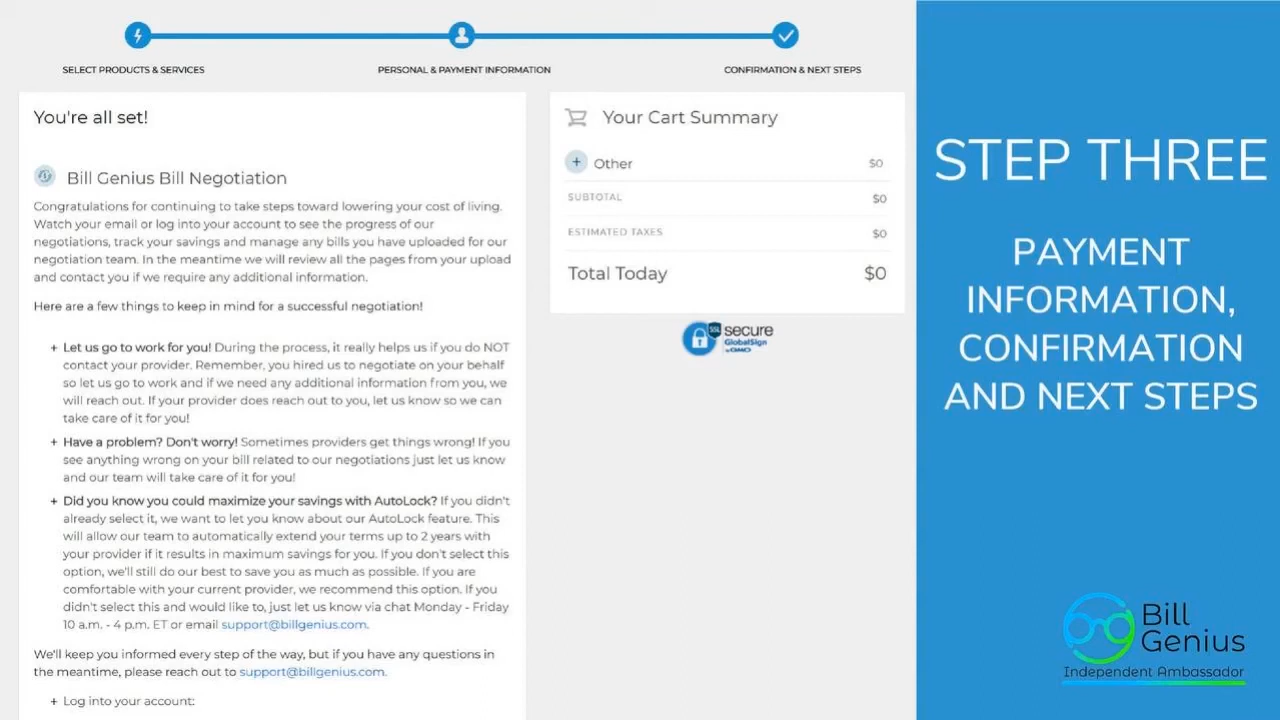 SELECT PRODUCTS & SERVICES
PERSONAL & PAYMENT INFORMATION
CONFIRMATION & NEXT STEPS
You're all set!
Bill Genius Bill Negotiation
Congratulations for continuing to take steps toward lowering your cost of living.
Watch your email or log into your account to see the progress of our
negotiations, track your savings and manage any bills you have uploaded for our
negotiation team. In the meantime we will review all the pages from your upload
and contact you if we require any additional information.
Here are a few things to keep in mind for a successful negotiation!
+ Let us go to work for you! During the process, it really helps us if you do NOT
contact your provider. Remember, you hired us to negotiate on your behalf
so let us go to work and if we need any additional information from you, we
will reach out. If your provider does reach out to you, let us know so we can
take care of it for you!
+ Have a problem? Don't worry! Sometimes providers get things wrong! If you
see anything wrong on your bill related to our negotiations just let us know
and our team will take care of it for you!
+ Did you know you could maximize your savings with AutoLock? If you didn't
already select it, we want to let you know about our AutoLock feature. This
will allow our team to automatically extend your terms up to 2 years with
your provider if it results in maximum savings for you. If you don't select this
option, we'll still do our best to save you as much as possible. If you are
comfortable with your current provider, we recommend this option. If you
didn't select this and would like to, just let us know via chat Monday - Friday
10 a.m. - 4 p.m. ET or email support@billgenius.com.
We'll keep you informed every step of the way, but if you have any questions in
the meantime, please reach out to support@billgenius.com.
+ Log into your account:
Your Cart Summary
+ Other $0
SUBTOTAL $0
ESTIMATED TAXES $0
Total Today $0
SSL
secure
GlobalSign
by GMO
STEP THREE
PAYMENT
INFORMATION,
CONFIRMATION
AND NEXT STEPS
Bill
Genius
Independent Ambassador